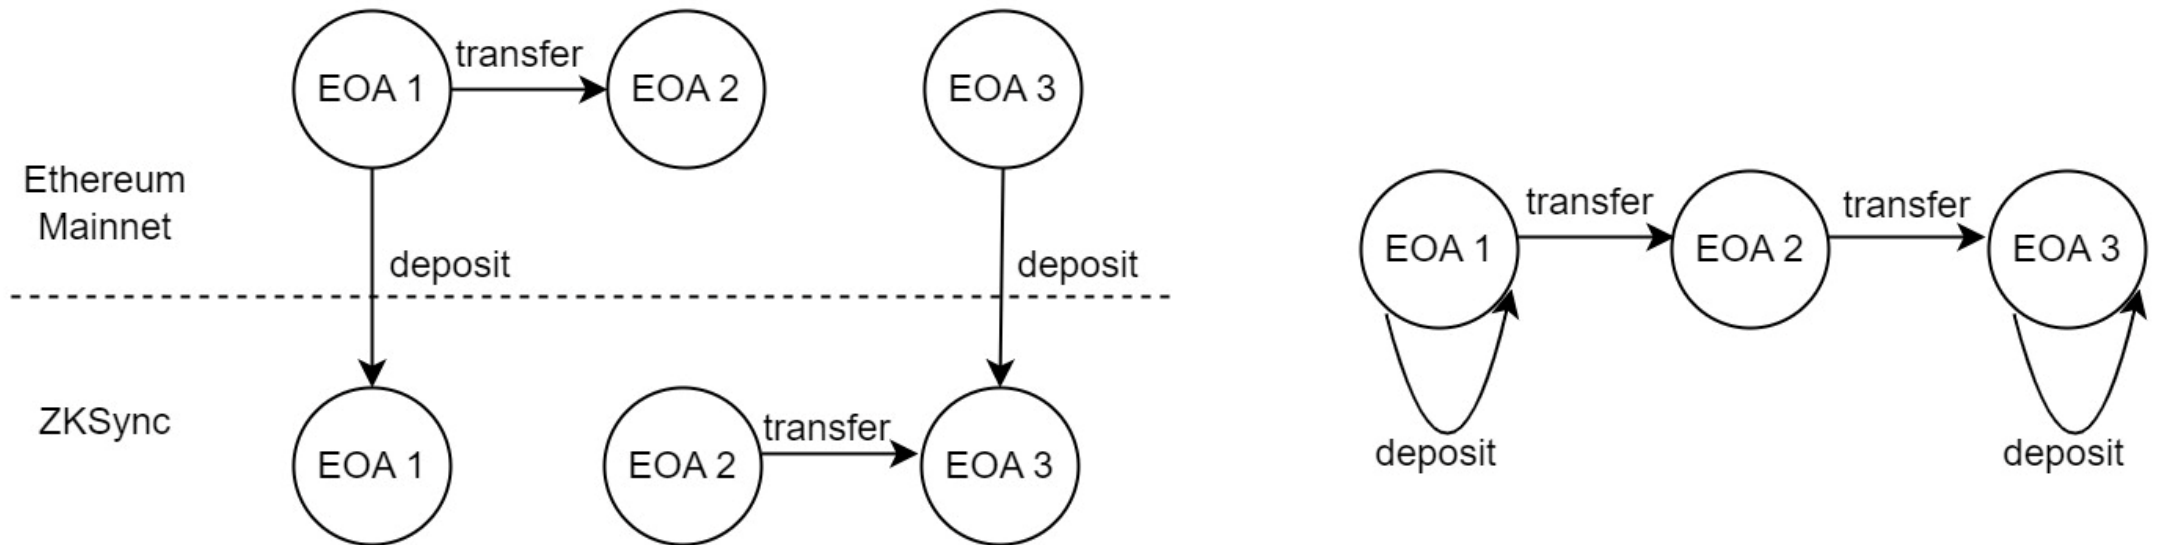 EOA 1
transfer
EOA 2
EOA 3
Ethereum
Mainnet
deposit
deposit
ZKSync
EOA 1
EOA 2
transfer
EOA 3
EOA 1
transfer
EOA 2
transfer
EOA 3
deposit
deposit